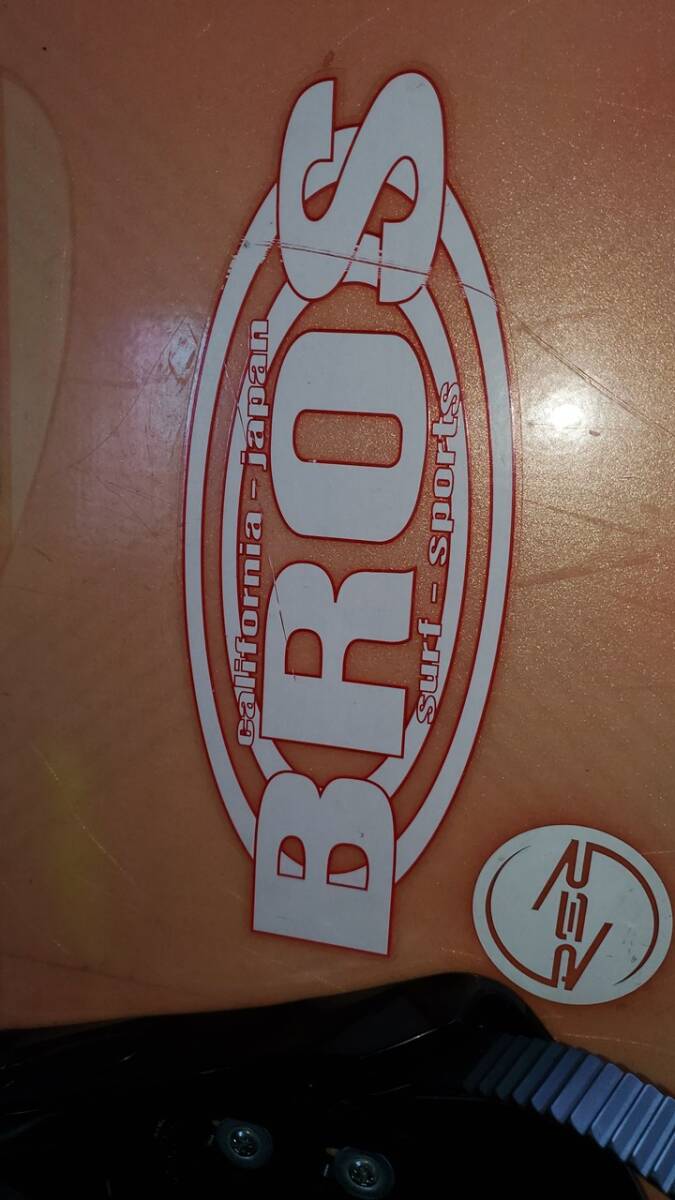 california - japan
BROS
surf - sports